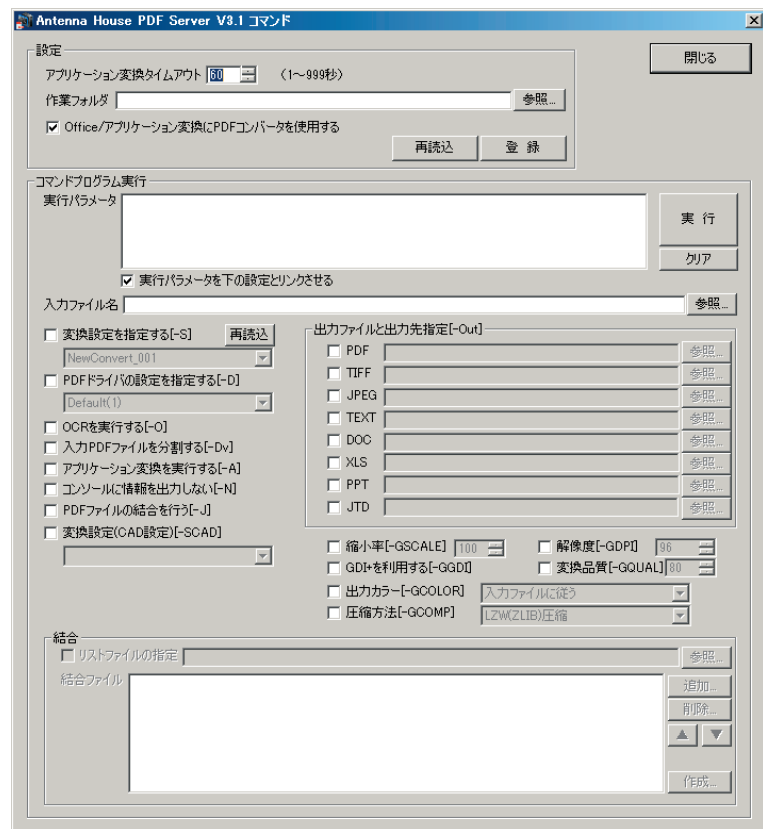 Antenna House PDF Server V3.1 コマンド
設定
閉じる
アプリケーション変換タイムアウト 60 （1～999秒）
作業フォルダ 参照...
Office/アプリケーション変換にPDFコンバータを使用する
再読込 登 録
コマンドプログラム実行
実行パラメータ
実 行
クリア
実行パラメータを下の設定とリンクさせる
入力ファイル名 参照...
変換設定を指定する[-S] 再読込
NewConvert_001
PDFドライバの設定を指定する[-D]
Default(1)
OCRを実行する[-O]
入力PDFファイルを分割する[-Dv]
アプリケーション変換を実行する[-A]
コンソールに情報を出力しない[-N]
PDFファイルの結合を行う[-J]
変換設定(CAD設定)[-SCAD]
出力ファイルと出力先指定[-Out]
PDF 参照...
TIFF 参照...
JPEG 参照...
TEXT 参照...
DOC 参照...
XLS 参照...
PPT 参照...
JTD 参照...
縮小率[-GSCALE] 100 解像度[-GDPI] 96
GDI+を利用する[-GGDI] 変換品質[-GQUAL] 80
出力カラー[-GCOLOR] 入力ファイルに従う
圧縮方法[-GCOMP] LZW(ZLIB)圧縮
結合
リストファイルの指定 参照...
結合ファイル
追加...
削除...
作成...